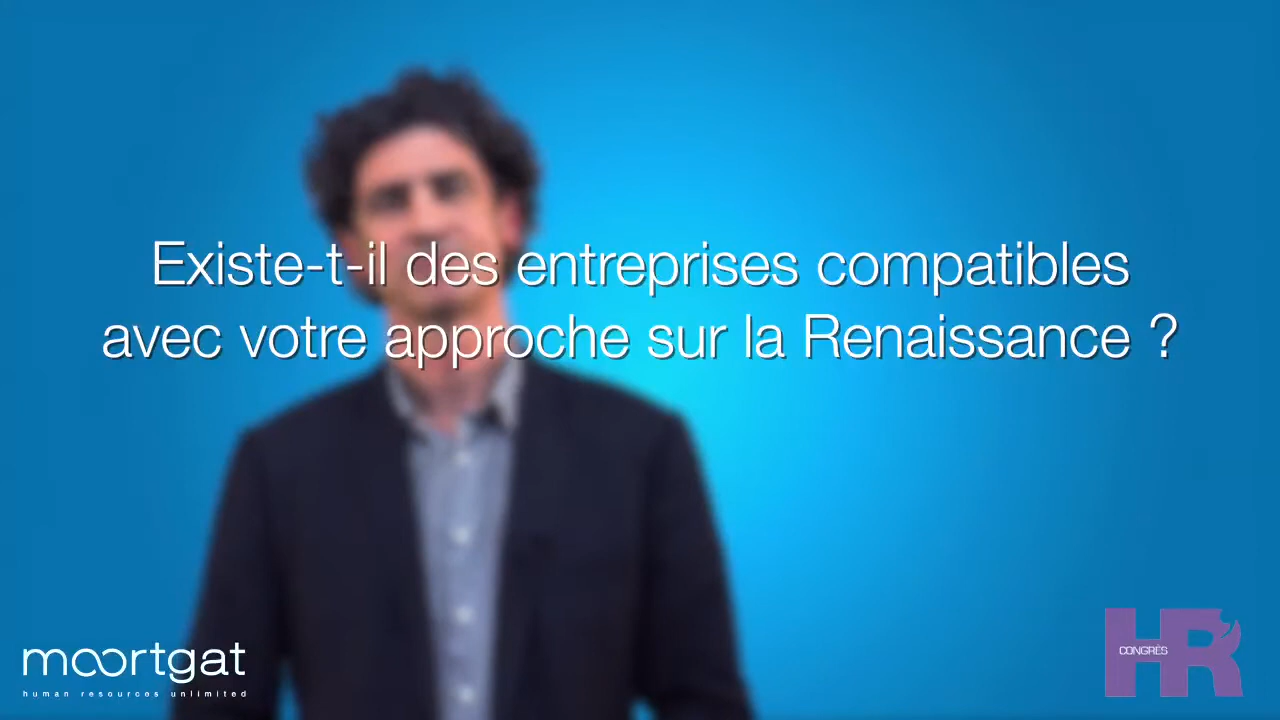 Existe-t-il des entreprises compatibles
avec votre approche sur la Renaissance ?
moortgat
human resources unlimited
CONGRÈS
HR